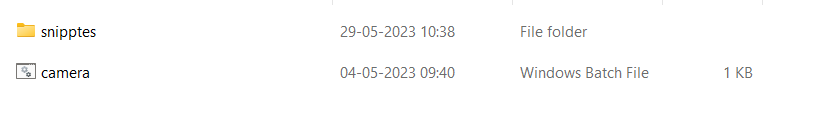 snipptes 29-05-2023 10:38 File folder
camera 04-05-2023 09:40 Windows Batch File 1 KB